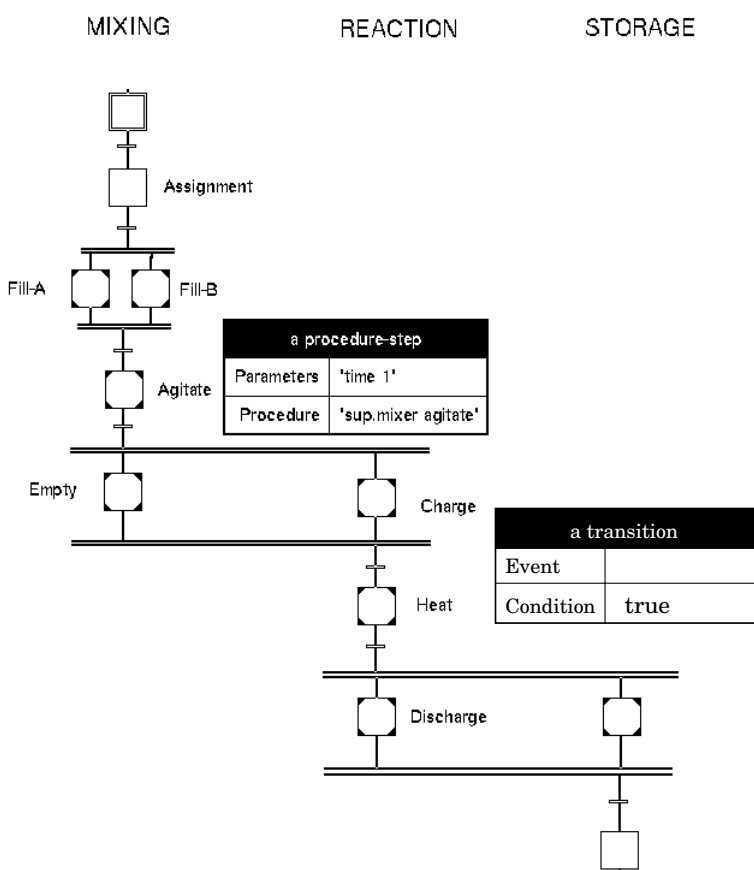 MIXING REACTION STORAGE
Assignment
Fill-A Fill-B
a procedure-step
Parameters 'time 1'
Agitate
Procedure 'sup.mixer agitate'
Empty
Charge
a transition
Event
Condition true
Heat
Discharge